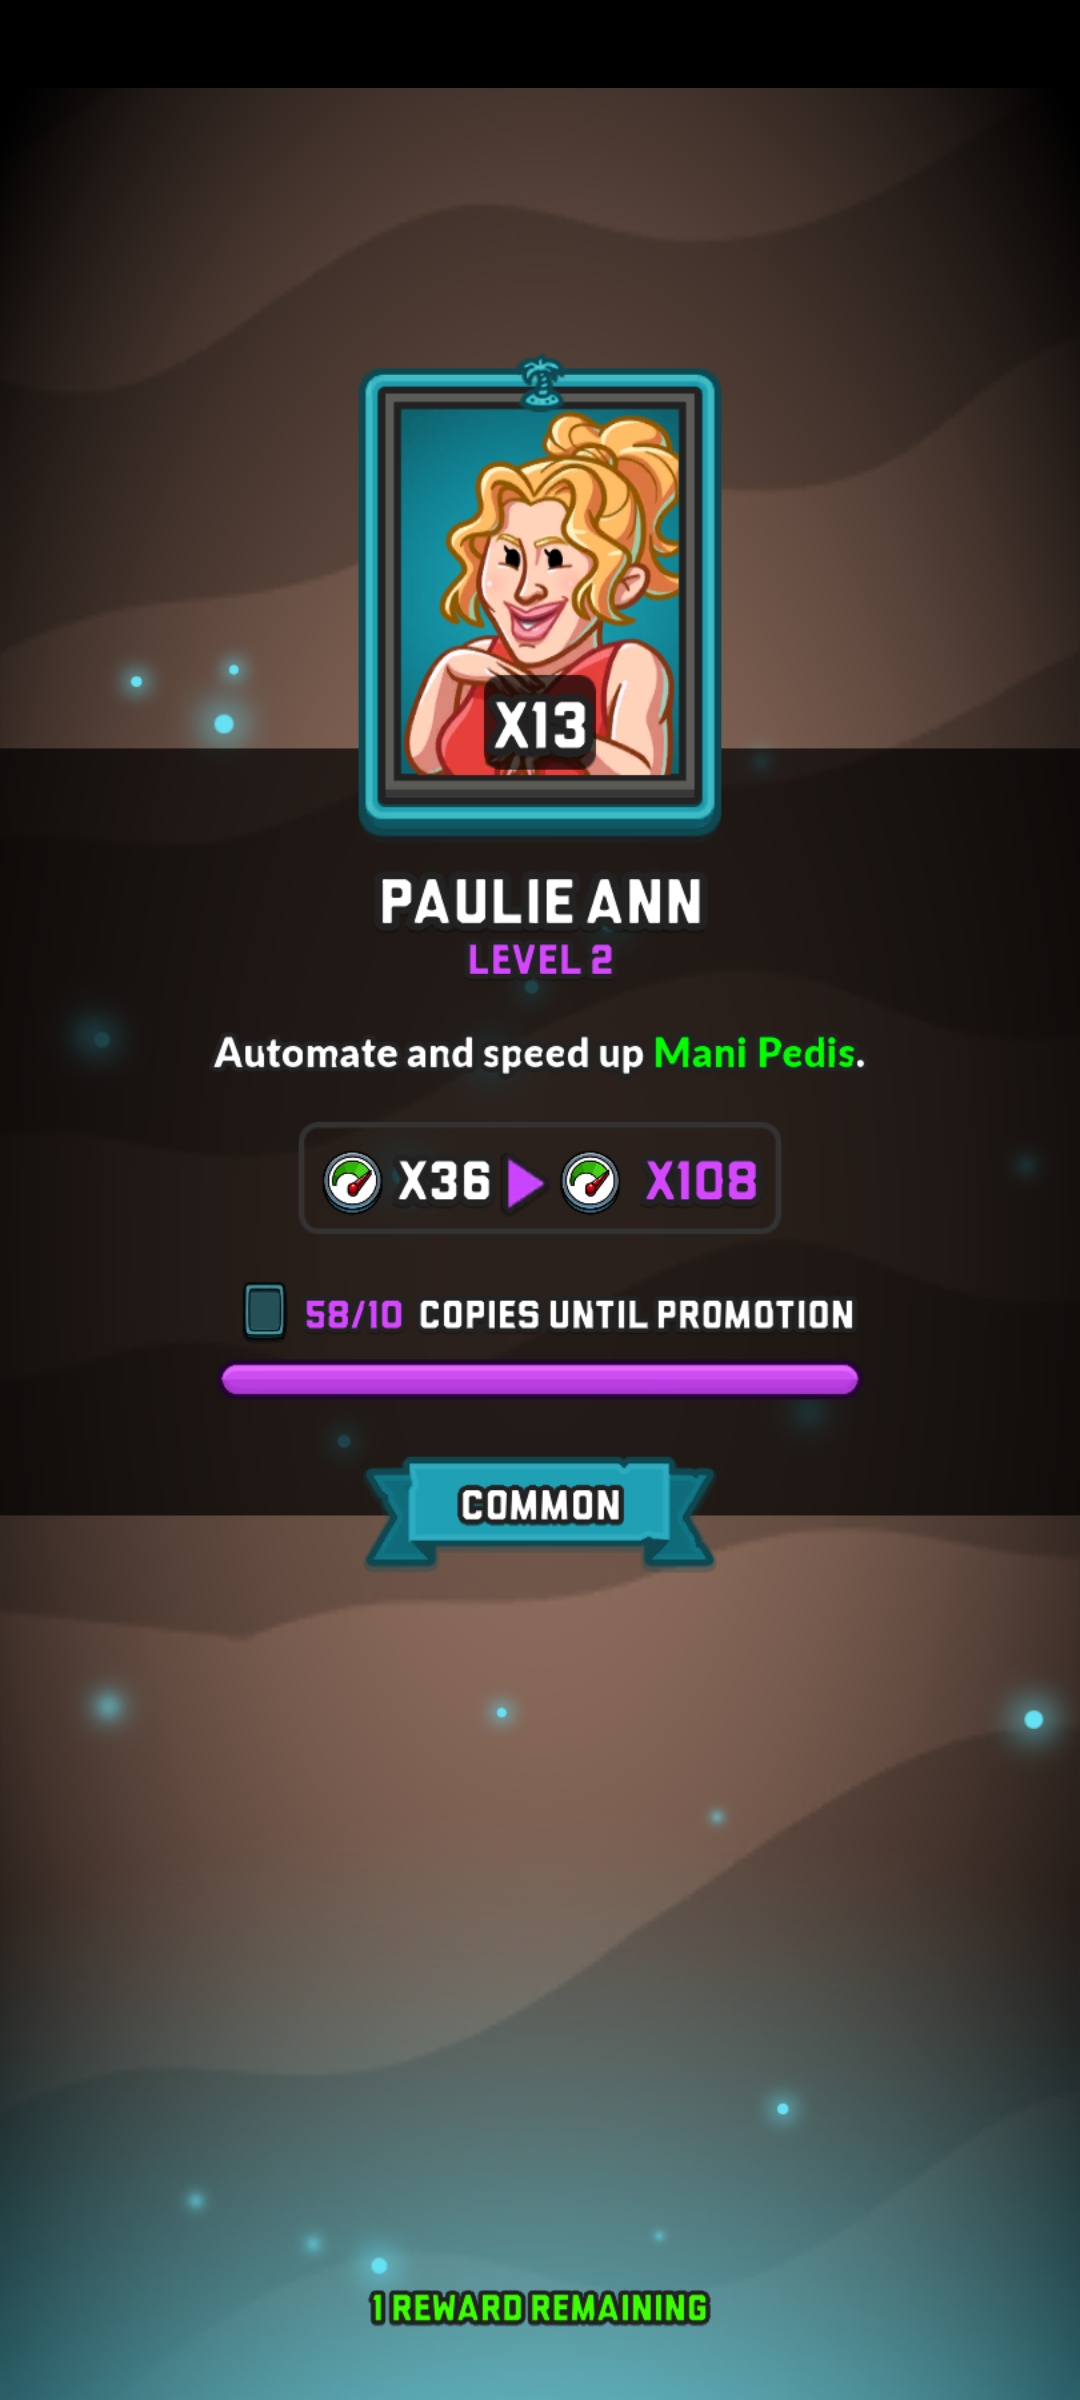 X13
PAULIE ANN
LEVEL 2
Automate and speed up Mani Pedis.
X36 X108
58/10 COPIES UNTIL PROMOTION
COMMON
1 REWARD REMAINING